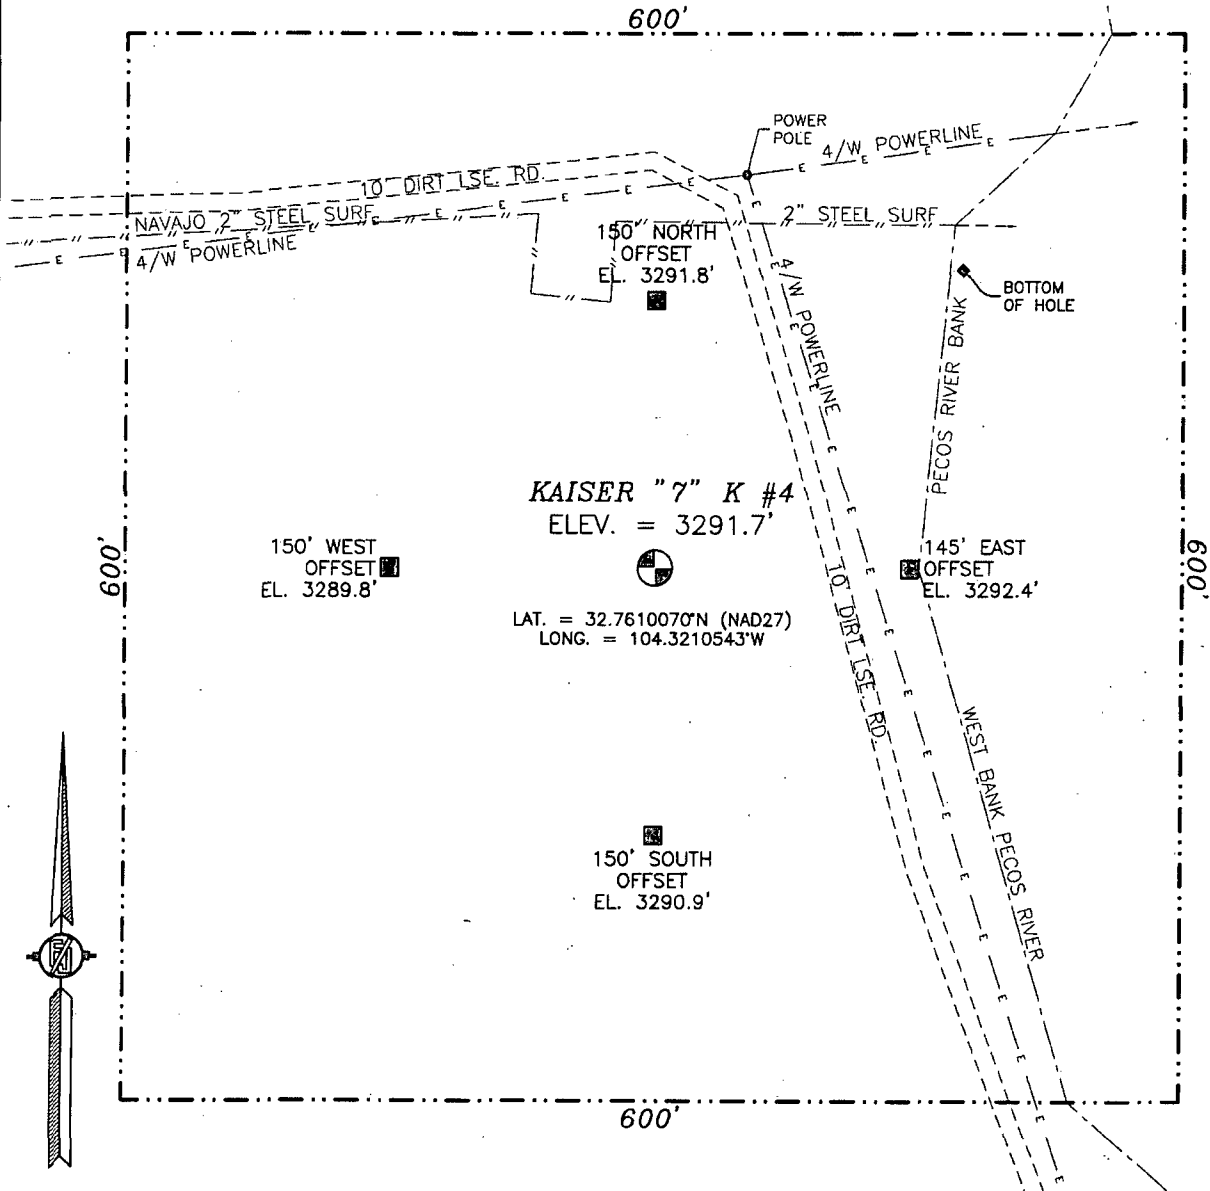 600'
POWER
POLE
4/W POWERLINE
10' DIRT LSE. RD.
NAVAJO 2" STEEL SURF
4/W POWERLINE
2" STEEL SURF
150' NORTH
OFFSET
EL. 3291.8'
4/W POWERLINE
BOTTOM
OF HOLE
PECOS RIVER BANK
KAISER "7" K #4
ELEV. = 3291.7'
150' WEST
OFFSET
EL. 3289.8'
145' EAST
OFFSET
EL. 3292.4'
600'
600'
LAT. = 32.7610070°N (NAD27)
LONG. = 104.3210543°W
10' DIRT LSE. RD.
WEST BANK PECOS RIVER
150' SOUTH
OFFSET
EL. 3290.9'
600'